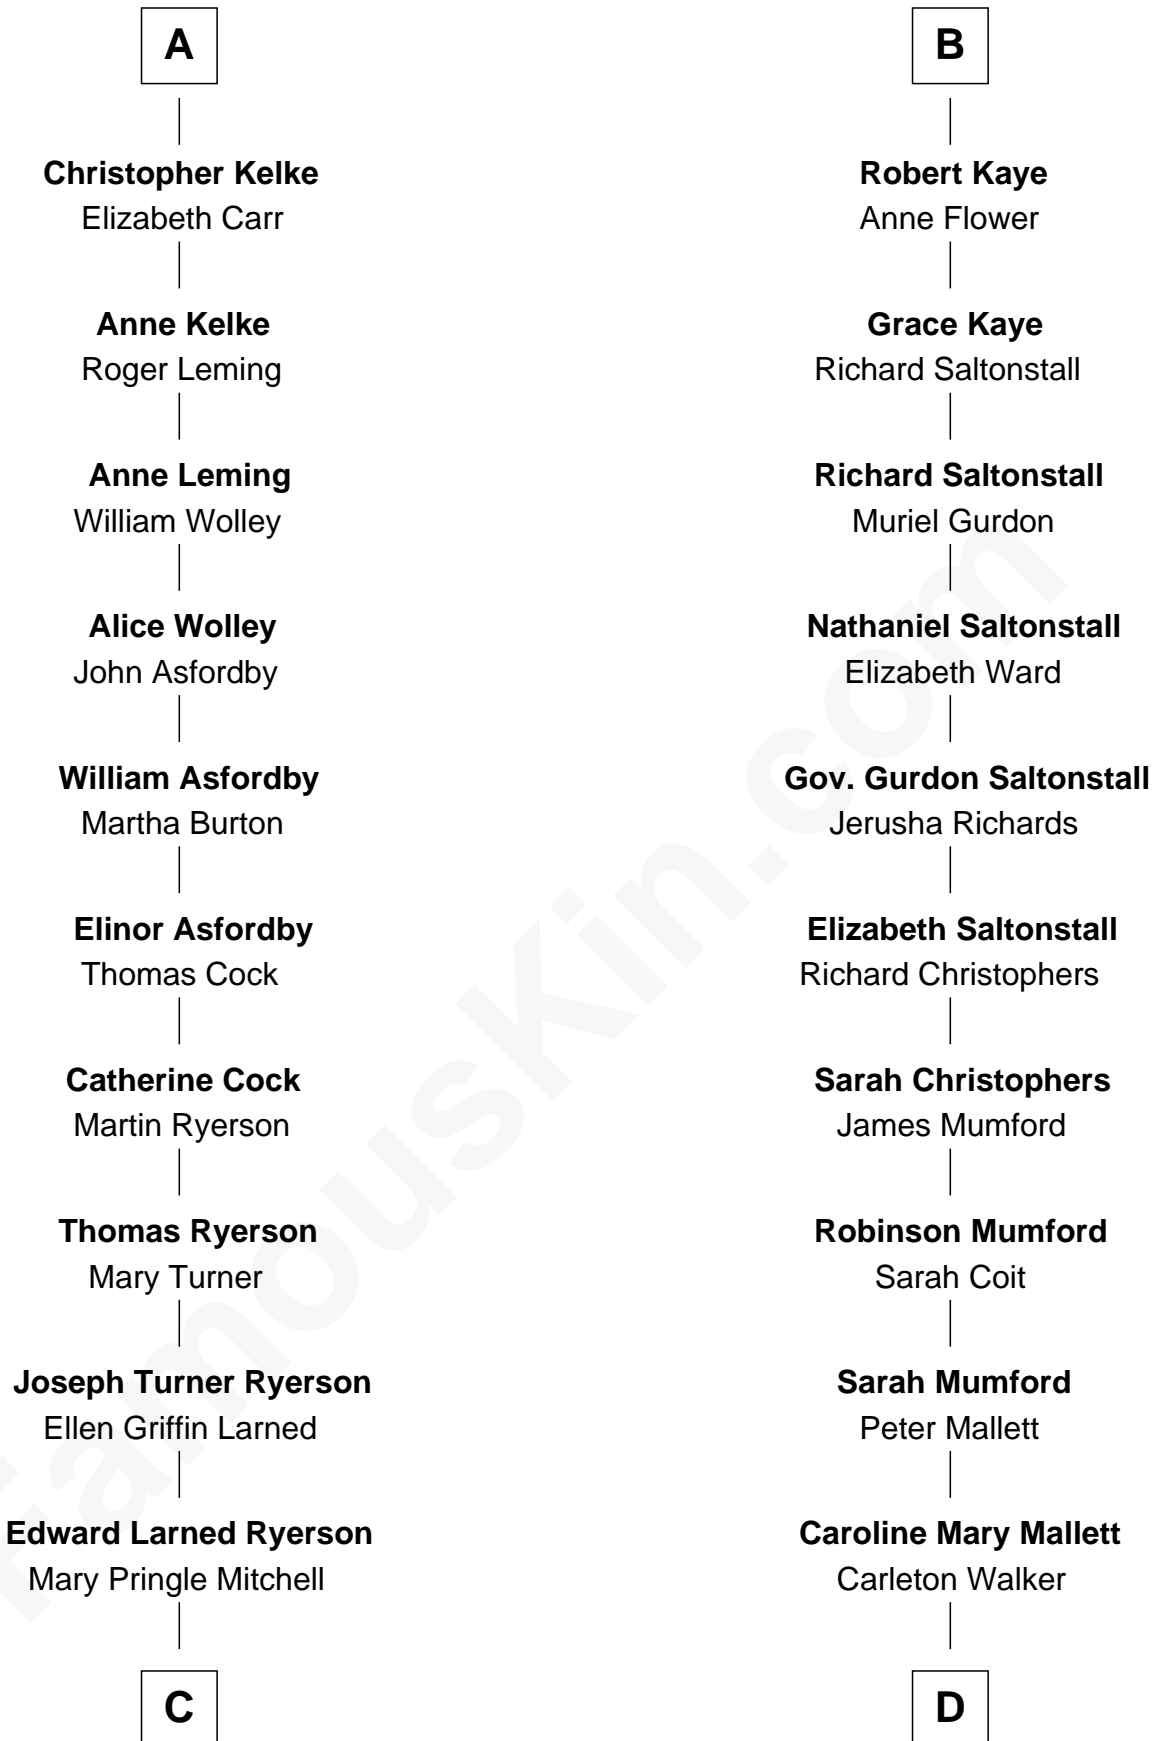 A
Christopher Kelke
Elizabeth Carr
Anne Kelke
Roger Leming
Anne Leming
William Wolley
Alice Wolley
John Asfordby
William Asfordby
Martha Burton
Elinor Asfordby
Thomas Cock
Catherine Cock
Martin Ryerson
Thomas Ryerson
Mary Turner
Joseph Turner Ryerson
Ellen Griffin Larned
Edward Larned Ryerson
Mary Pringle Mitchell
C
B
Robert Kaye
Anne Flower
Grace Kaye
Richard Saltonstall
Richard Saltonstall
Muriel Gurdon
Nathaniel Saltonstall
Elizabeth Ward
Gov. Gurdon Saltonstall
Jerusha Richards
Elizabeth Saltonstall
Richard Christophers
Sarah Christophers
James Mumford
Robinson Mumford
Sarah Coit
Sarah Mumford
Peter Mallett
Caroline Mary Mallett
Carleton Walker
D
FamousKin.com